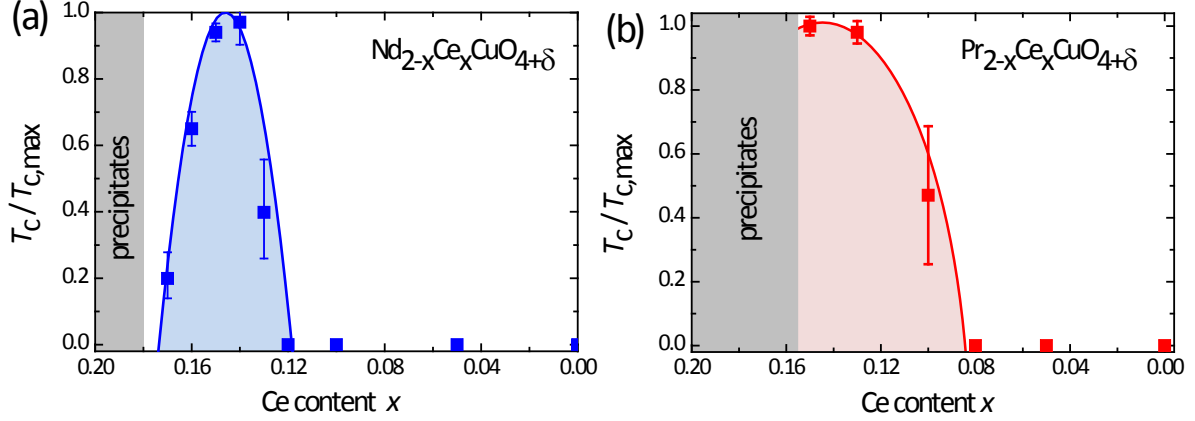 (a)
Nd2-xCexCuO4+δ
precipitates
TC / TC,max
1.0
0.8
0.6
0.4
0.2
0.0
0.20 0.16 0.12 0.08 0.04 0.00
Ce content x
(b)
Pr2-xCexCuO4+δ
precipitates
TC / TC,max
1.0
0.8
0.6
0.4
0.2
0.0
0.20 0.16 0.12 0.08 0.04 0.00
Ce content x